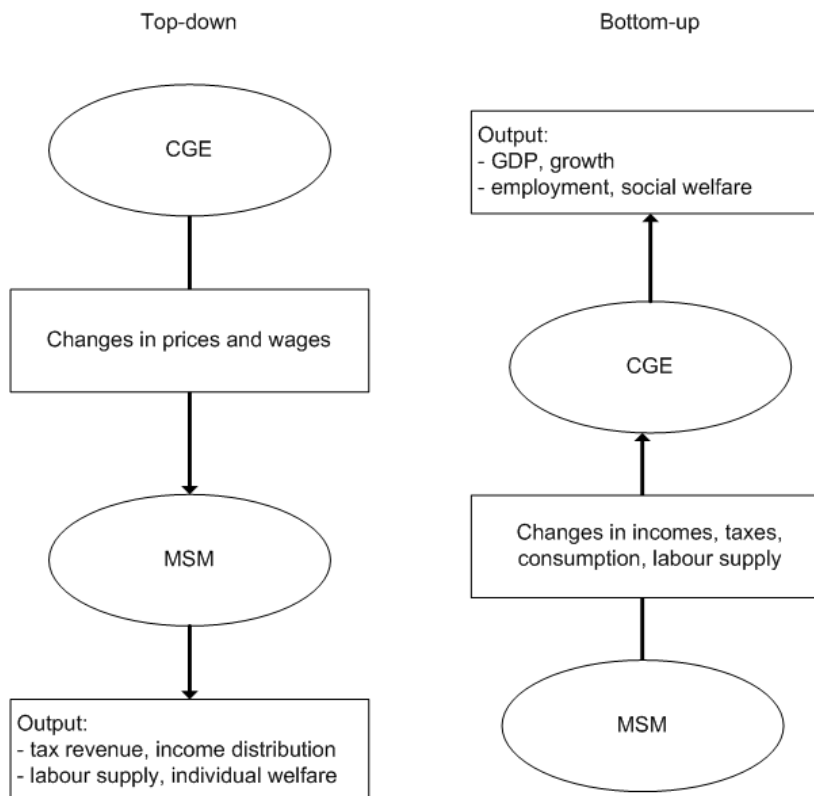 Top-down
CGE
Changes in prices and wages
MSM
Output:
- tax revenue, income distribution
- labour supply, individual welfare
Bottom-up
Output:
- GDP, growth
- employment, social welfare
CGE
Changes in incomes, taxes,
consumption, labour supply
MSM